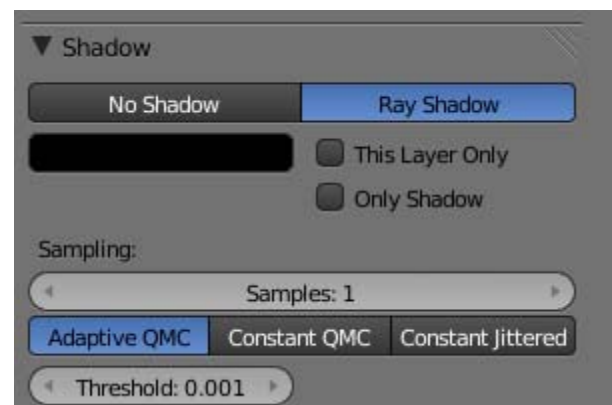 Shadow
No Shadow Ray Shadow
This Layer Only
Only Shadow
Sampling:
Samples: 1
Adaptive QMC Constant QMC Constant Jittered
Threshold: 0.001